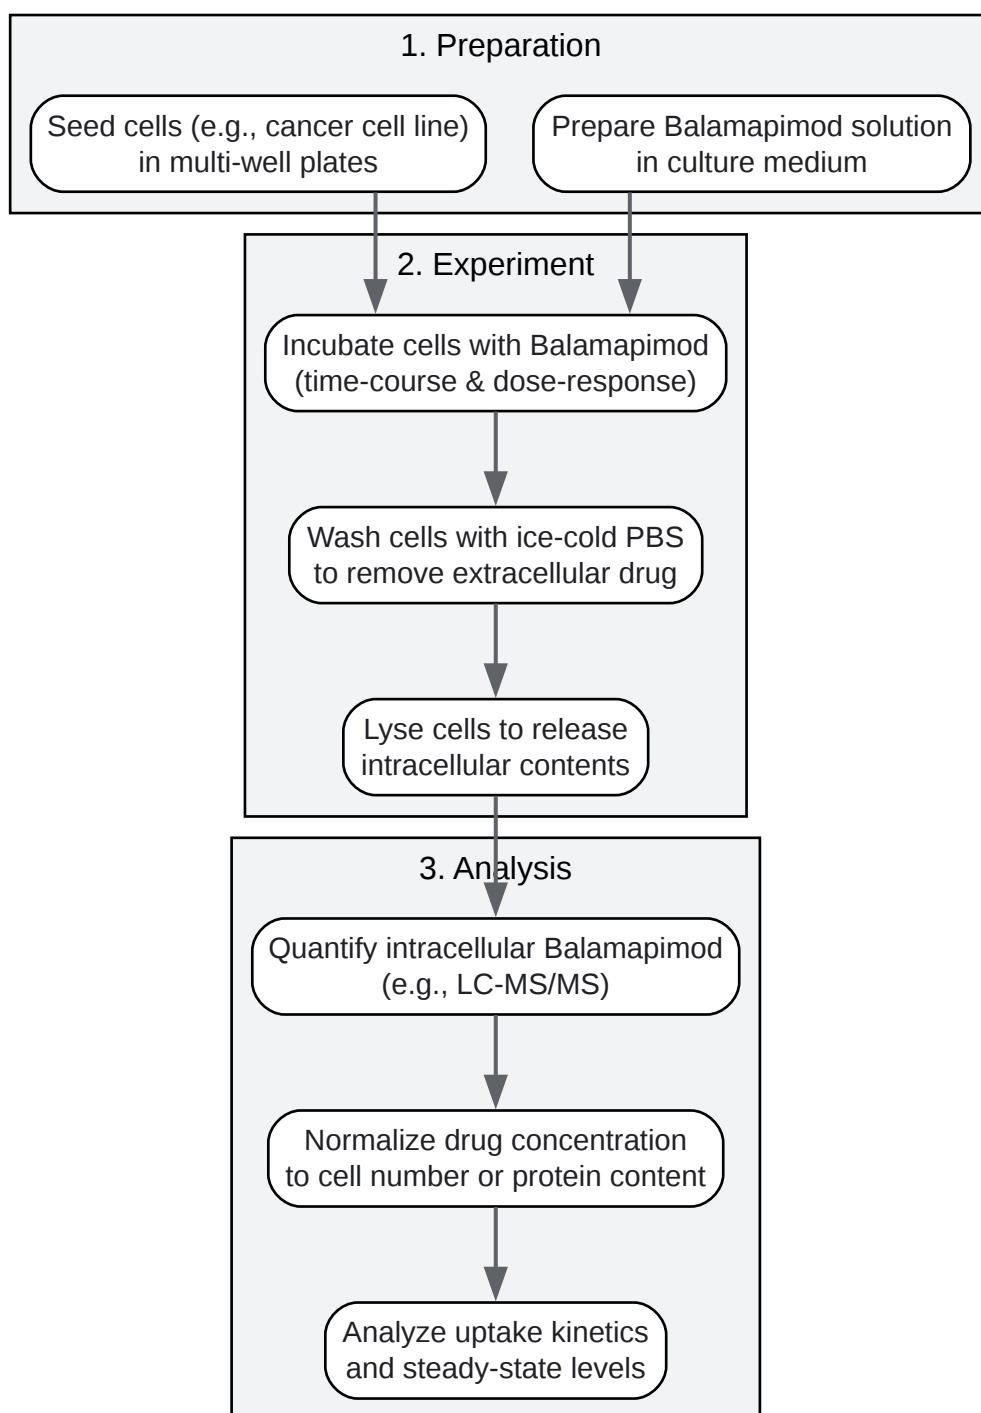 1. Preparation
Seed cells (e.g., cancer cell line)
in multi-well plates
Prepare Balamapimod solution
in culture medium
2. Experiment
Incubate cells with Balamapimod
(time-course & dose-response)
Wash cells with ice-cold PBS
to remove extracellular drug
Lyse cells to release
intracellular contents
3. Analysis
Quantify intracellular Balamapimod
(e.g., LC-MS/MS)
Normalize drug concentration
to cell number or protein content
Analyze uptake kinetics
and steady-state levels